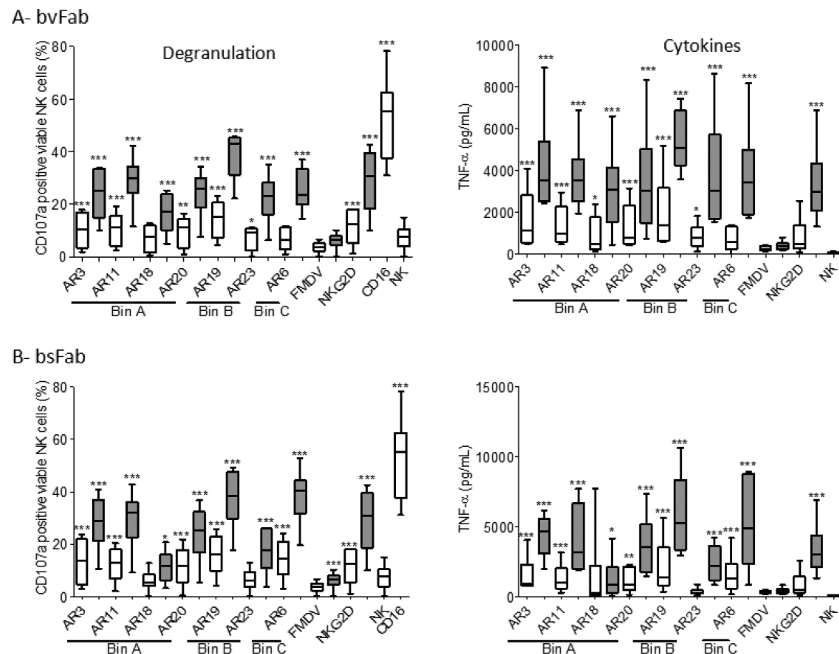 A- bvFab
Degranulation
CD107a positive viable NK cells (%)
80
60
40
20
0
*** *** *** *** *** ** *** *** *** * *** *** *** *** ***
AR3 AR11 AR18 AR20 AR19 AR23 AR6 FMDV NKG2D CD16 NK
Bin A Bin B Bin C
Cytokines
TNF-α (pg/mL)
10000
8000
6000
4000
2000
0
*** *** *** *** * *** *** *** *** *** * *** *** ***
AR3 AR11 AR18 AR20 AR19 AR23 AR6 FMDV NKG2D NK
Bin A Bin B Bin C
B- bsFab
CD107a positive viable NK cells (%)
80
60
40
20
0
*** *** *** *** * *** *** *** *** *** *** *** *** *** *** ***
AR3 AR11 AR18 AR20 AR19 AR23 AR6 FMDV NKG2D NK CD16
Bin A Bin B Bin C
TNF-α (pg/mL)
15000
10000
5000
0
*** *** *** *** * ** *** *** *** *** *** *** ***
AR3 AR11 AR18 AR20 AR19 AR23 AR6 FMDV NKG2D NK
Bin A Bin B Bin C